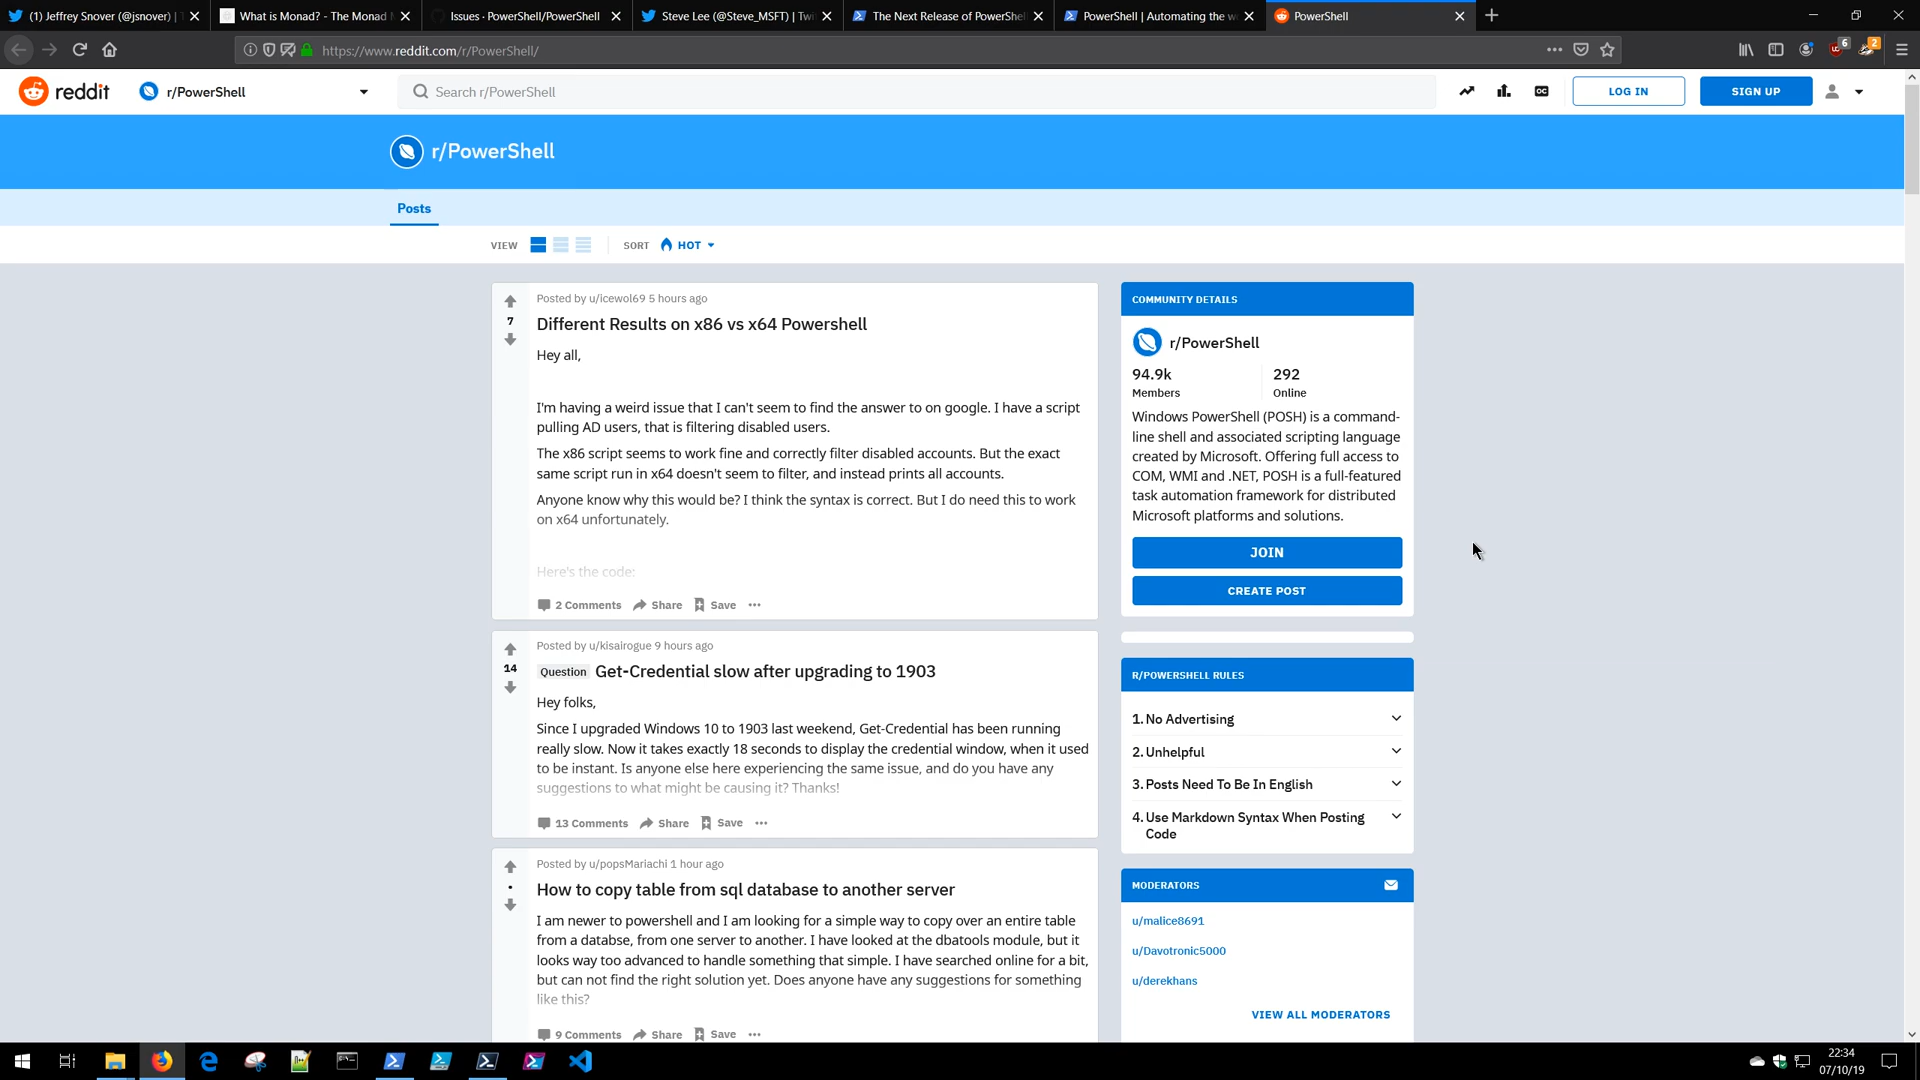 (1) Jeffrey Snover (@jsnover) | T
What is Monad? - The Monad
Issues · PowerShell/PowerShell
Steve Lee (@Steve_MSFT) | Twi
The Next Release of PowerShell
PowerShell | Automating the w
PowerShell
https://www.reddit.com/r/PowerShell/
6
2
reddit
r/PowerShell
Search r/PowerShell
OC
LOG IN
SIGN UP
r/PowerShell
Posts
VIEW
SORT
HOT
Posted by u/icewol69 5 hours ago
7
Different Results on x86 vs x64 Powershell
Hey all,
I'm having a weird issue that I can't seem to find the answer to on google. I have a script
pulling AD users, that is filtering disabled users.
The x86 script seems to work fine and correctly filter disabled accounts. But the exact
same script run in x64 doesn't seem to filter, and instead prints all accounts.
Anyone know why this would be? I think the syntax is correct. But I do need this to work
on x64 unfortunately.
Here's the code:
2 Comments
Share
Save
Posted by u/kisairogue 9 hours ago
14
Question
Get-Credential slow after upgrading to 1903
Hey folks,
Since I upgraded Windows 10 to 1903 last weekend, Get-Credential has been running
really slow. Now it takes exactly 18 seconds to display the credential window, when it used
to be instant. Is anyone else here experiencing the same issue, and do you have any
suggestions to what might be causing it? Thanks!
13 Comments
Share
Save
Posted by u/popsMariachi 1 hour ago
•
How to copy table from sql database to another server
I am newer to powershell and I am looking for a simple way to copy over an entire table
from a databse, from one server to another. I have looked at the dbatools module, but it
looks way too advanced to handle something that simple. I have searched online for a bit,
but can not find the right solution yet. Does anyone have any suggestions for something
like this?
9 Comments
Share
Save
COMMUNITY DETAILS
r/PowerShell
94.9k
292
Members
Online
Windows PowerShell (POSH) is a command-
line shell and associated scripting language
created by Microsoft. Offering full access to
COM, WMI and .NET, POSH is a full-featured
task automation framework for distributed
Microsoft platforms and solutions.
JOIN
CREATE POST
R/POWERSHELL RULES
1. No Advertising
2. Unhelpful
3. Posts Need To Be In English
4. Use Markdown Syntax When Posting
Code
MODERATORS
u/malice8691
u/Davotronic5000
u/derekhans
VIEW ALL MODERATORS
22:34
07/10/19